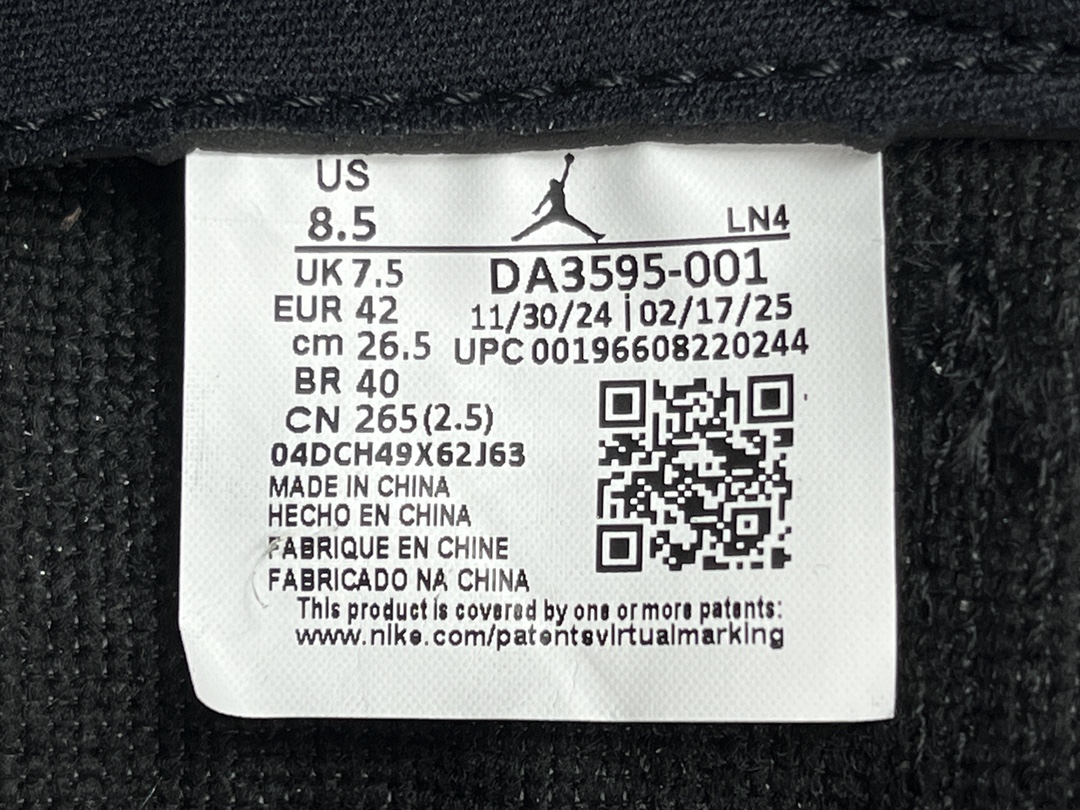 US
8.5
LN4
UK 7.5
DA3595-001
EUR 42
11/30/24 | 02/17/25
cm 26.5
UPC 00196608220244
BR 40
CN 265(2.5)
04DCH49X62J63
MADE IN CHINA
HECHO EN CHINA
FABRIQUE EN CHINE
FABRICADO NA CHINA
This product is covered by one or more patents:
www.nike.com/patentsvirtualmarking